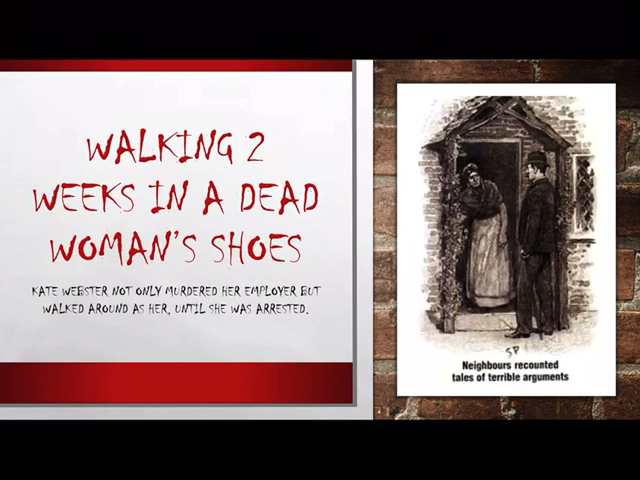 WALKING 2
WEEKS IN A DEAD
WOMAN'S SHOES
KATE WEBSTER NOT ONLY MURDERED HER EMPLOYER BUT
WALKED AROUND AS HER, UNTIL SHE WAS ARRESTED.
SP
Neighbours recounted
tales of terrible arguments